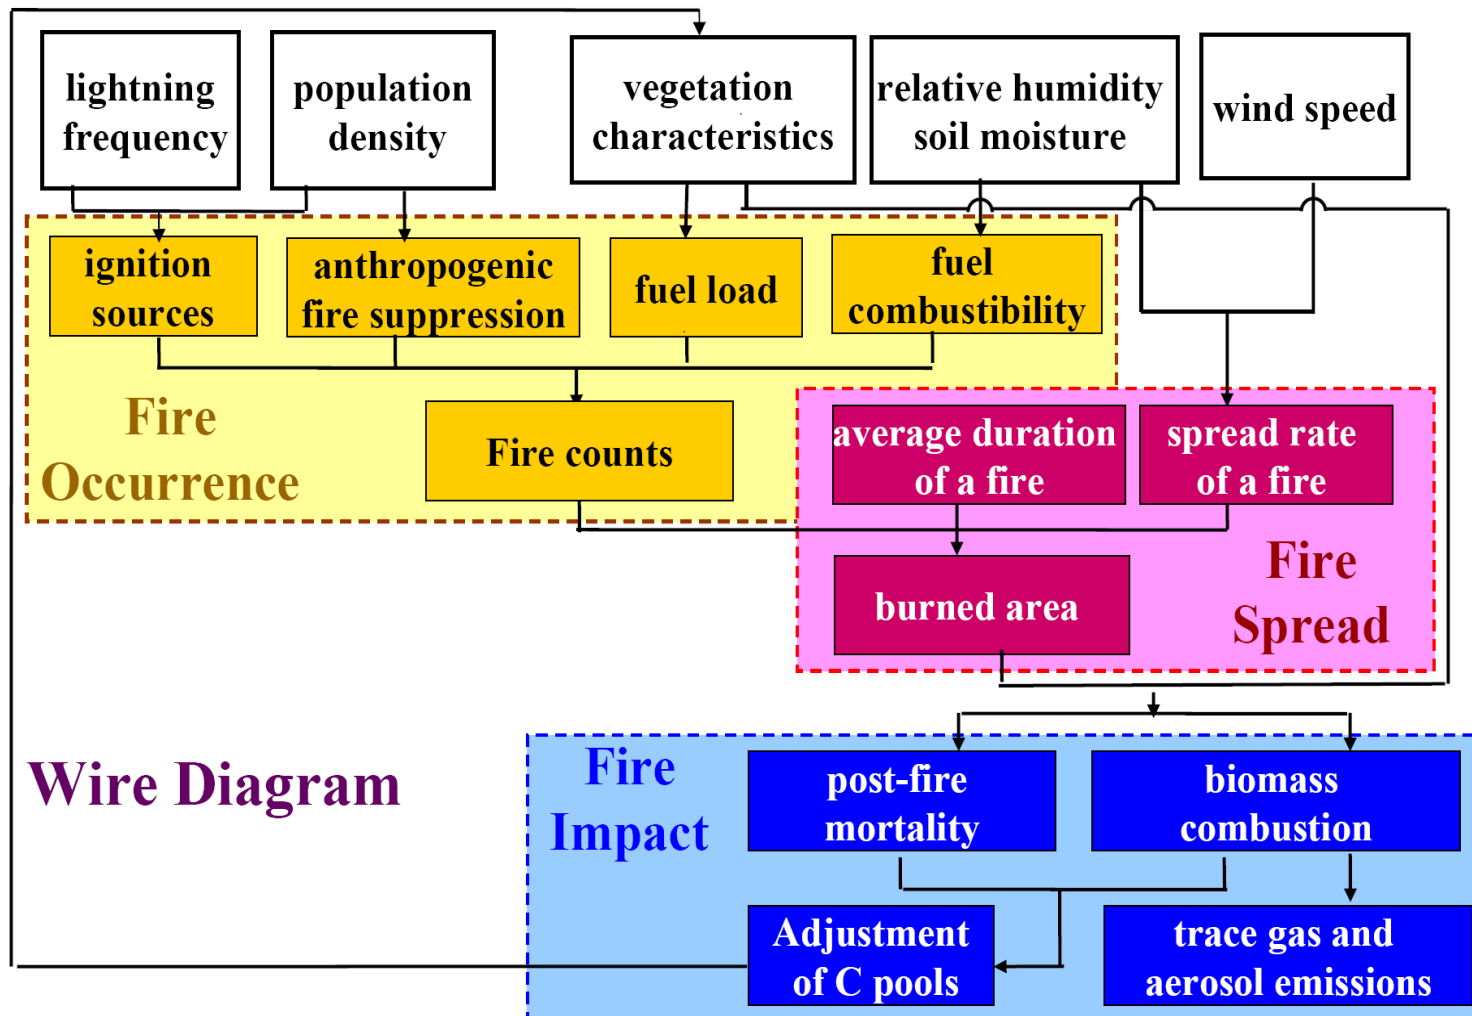 lightning
frequency
population
density
vegetation
characteristics
relative humidity
soil moisture
wind speed
ignition
sources
anthropogenic
fire suppression
fuel load
fuel
combustibility
Fire
Occurrence
Fire counts
average duration
of a fire
spread rate
of a fire
burned area
Fire
Spread
Wire Diagram
Fire
Impact
post-fire
mortality
biomass
combustion
Adjustment
of C pools
trace gas and
aerosol emissions